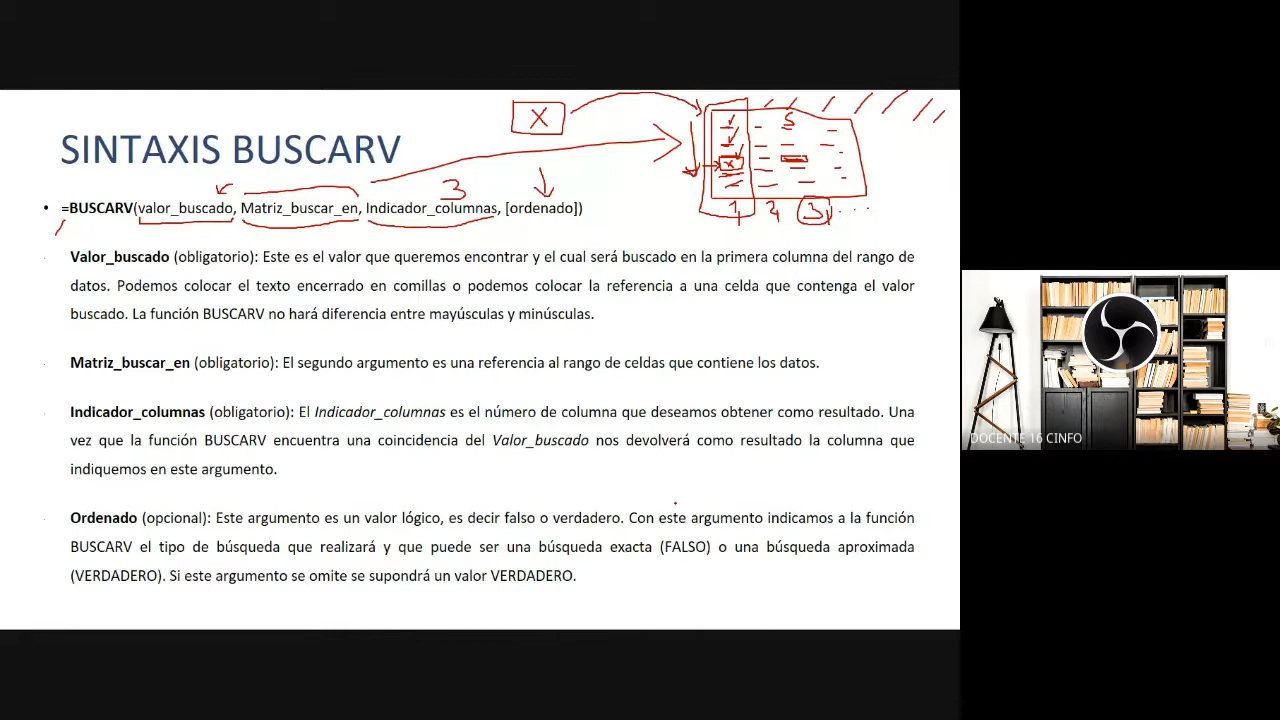 X
S
SINTAXIS BUSCARV
X
3
• =BUSCARV(valor_buscado, Matriz_buscar_en, Indicador_columnas, [ordenado])
1 2 3 . . .
Valor_buscado (obligatorio): Este es el valor que queremos encontrar y el cual será buscado en la primera columna del rango de
datos. Podemos colocar el texto encerrado en comillas o podemos colocar la referencia a una celda que contenga el valor
buscado. La función BUSCARV no hará diferencia entre mayúsculas y minúsculas.
Matriz_buscar_en (obligatorio): El segundo argumento es una referencia al rango de celdas que contiene los datos.
Indicador_columnas (obligatorio): El Indicador_columnas es el número de columna que deseamos obtener como resultado. Una
vez que la función BUSCARV encuentra una coincidencia del Valor_buscado nos devolverá como resultado la columna que
indiquemos en este argumento.
DOCENTE 16 CINFO
Ordenado (opcional): Este argumento es un valor lógico, es decir falso o verdadero. Con este argumento indicamos a la función
BUSCARV el tipo de búsqueda que realizará y que puede ser una búsqueda exacta (FALSO) o una búsqueda aproximada
(VERDADERO). Si este argumento se omite se supondrá un valor VERDADERO.